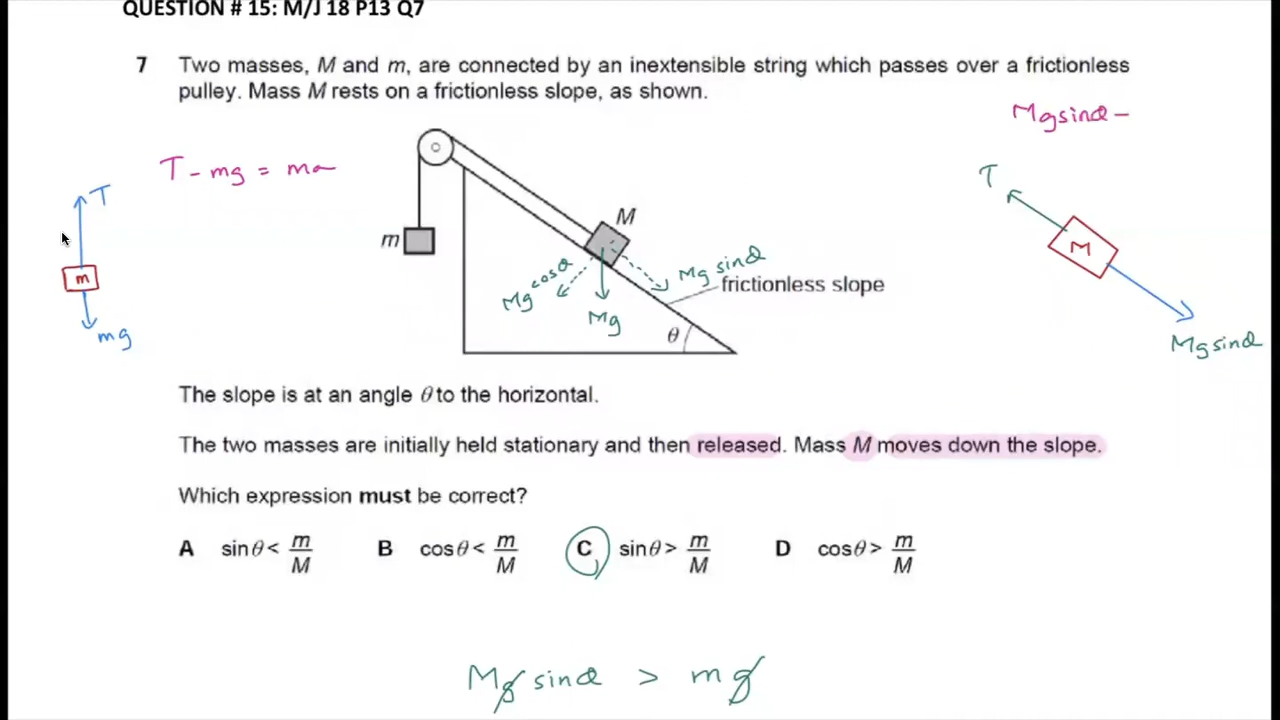 QUESTION # 15: M/J 18 P13 Q7
7 Two masses, M and m, are connected by an inextensible string which passes over a frictionless
pulley. Mass M rests on a frictionless slope, as shown.
Mg sinθ –
T - mg = ma
T
m
mg
m
M
Mg cosθ
Mg
Mg sinθ
frictionless slope
θ
T
M
Mg sinθ
The slope is at an angle θ to the horizontal.
The two masses are initially held stationary and then released. Mass M moves down the slope.
Which expression must be correct?
A sinθ < m/M B cosθ < m/M C sinθ > m/M D cosθ > m/M
Mg sinθ > mg